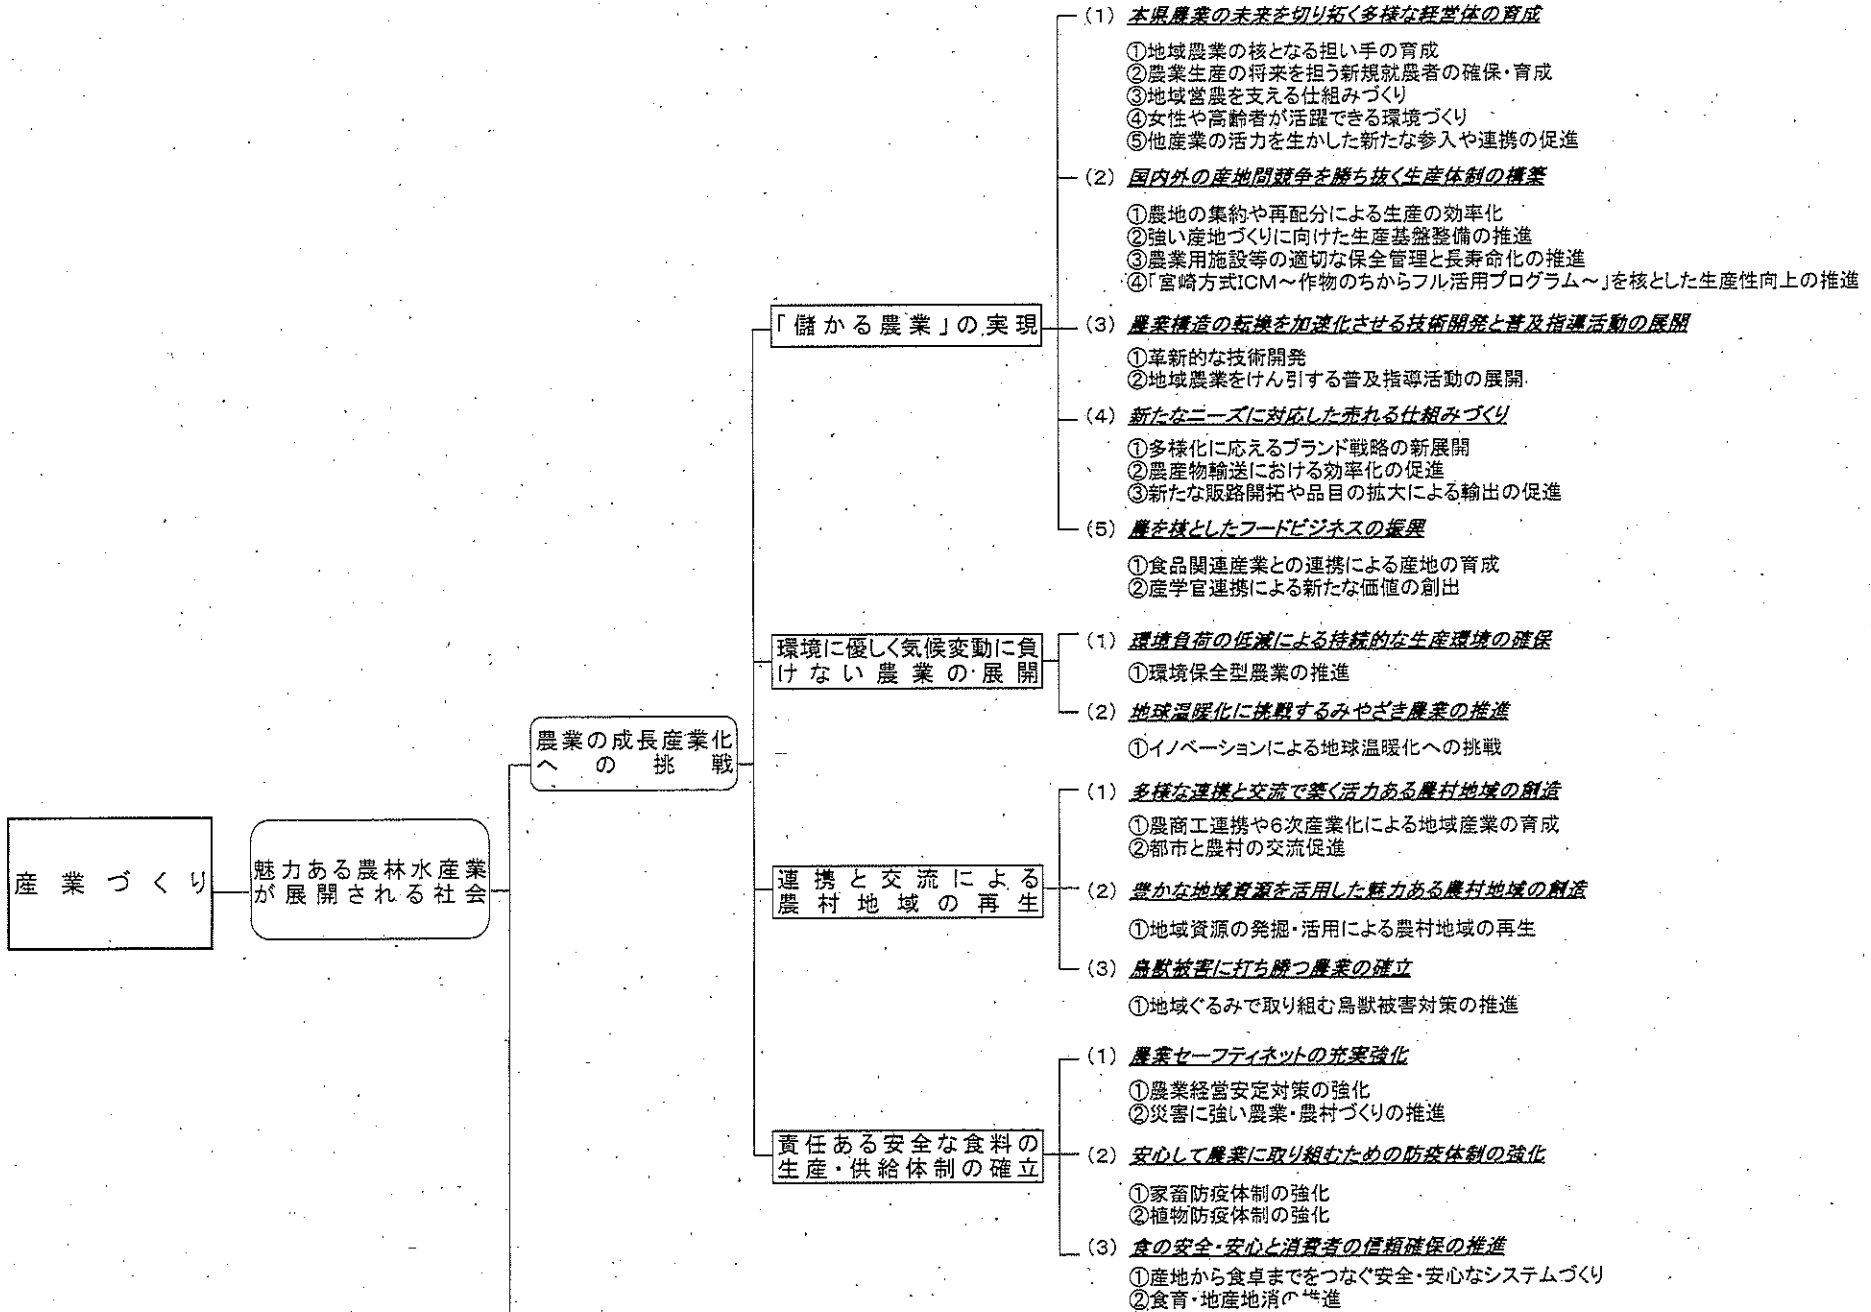 産業づくり
魅力ある農林水産業
が展開される社会
農業の成長産業化
への挑戦
「儲かる農業」の実現
(1) 本県農業の未来を切り拓く多様な経営体の育成
①地域農業の核となる担い手の育成
②農業生産の将来を担う新規就農者の確保・育成
③地域営農を支える仕組みづくり
④女性や高齢者が活躍できる環境づくり
⑤他産業の活力を生かした新たな参入や連携の促進
(2) 国内外の産地間競争を勝ち抜く生産体制の構築
①農地の集約や再配分による生産の効率化
②強い産地づくりに向けた生産基盤整備の推進
③農業用施設等の適切な保全管理と長寿命化の推進
④「宮崎方式ICM～作物のちからフル活用プログラム～」を核とした生産性向上の推進
(3) 農業構造の転換を加速化させる技術開発と普及指導活動の展開
①革新的な技術開発
②地域農業をけん引する普及指導活動の展開
(4) 新たなニーズに対応した売れる仕組みづくり
①多様化に応えるブランド戦略の新展開
②農産物輸送における効率化の促進
③新たな販路開拓や品目の拡大による輸出の促進
(5) 農を核としたフードビジネスの振興
①食品関連産業との連携による産地の育成
②産学官連携による新たな価値の創出
環境に優しく気候変動に負
けない農業の展開
(1) 環境負荷の低減による持続的な生産環境の確保
①環境保全型農業の推進
(2) 地球温暖化に挑戦するみやざき農業の推進
①イノベーションによる地球温暖化への挑戦
連携と交流による
農村地域の再生
(1) 多様な連携と交流で築く活力ある農村地域の創造
①農商工連携や6次産業化による地域産業の育成
②都市と農村の交流促進
(2) 豊かな地域資源を活用した魅力ある農村地域の創造
①地域資源の発掘・活用による農村地域の再生
(3) 鳥獣被害に打ち勝つ農業の確立
①地域ぐるみで取り組む鳥獣被害対策の推進
責任ある安全な食料の
生産・供給体制の確立
(1) 農業セーフティネットの充実強化
①農業経営安定対策の強化
②災害に強い農業・農村づくりの推進
(2) 安心して農業に取り組むための防疫体制の強化
①家畜防疫体制の強化
②植物防疫体制の強化
(3) 食の安全・安心と消費者の信頼確保の推進
①産地から食卓までをつなぐ安全・安心なシステムづくり
②食育・地産地消の推進